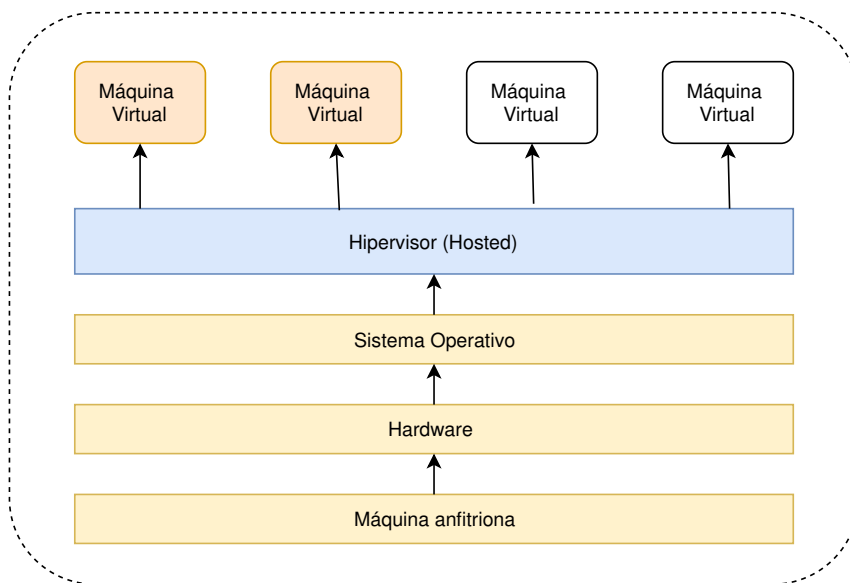 Máquina
Virtual
Máquina
Virtual
Máquina
Virtual
Máquina
Virtual
Hipervisor (Hosted)
Sistema Operativo
Hardware
Máquina anfitriona